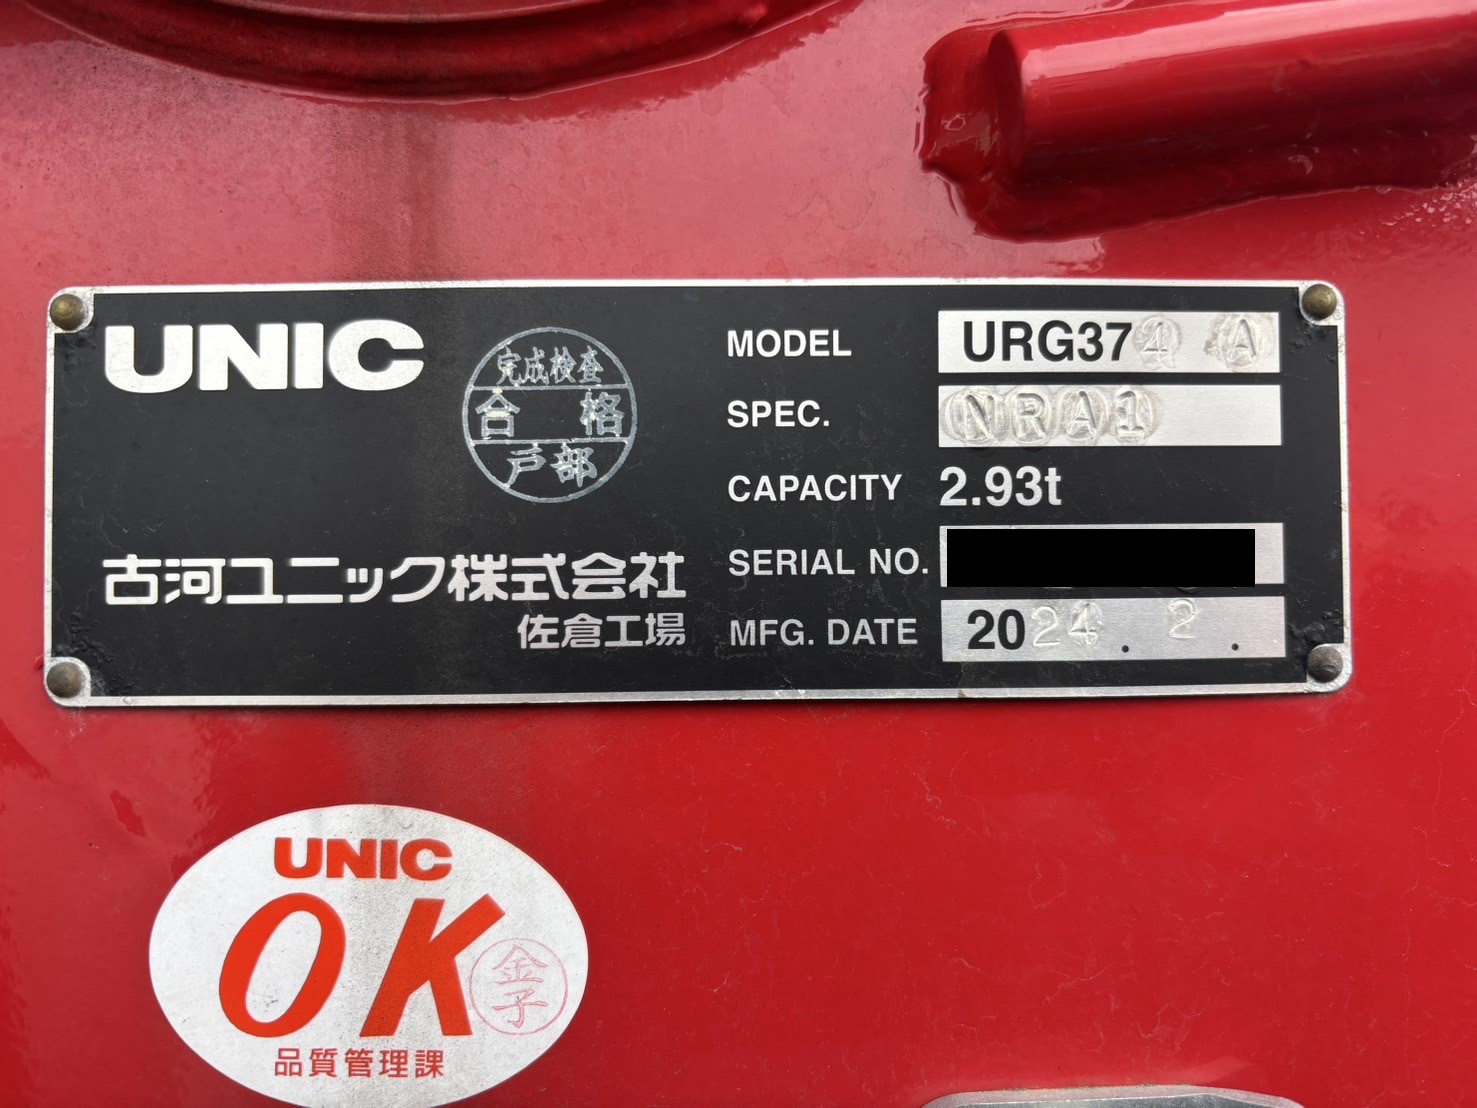 UNIC
完成検査
合格
戸部
古河ユニック株式会社
佐倉工場
MODEL URG374 A
SPEC. NRA1
CAPACITY 2.93t
SERIAL NO.
MFG. DATE 2024. 2.
UNIC
OK
金子
品質管理課